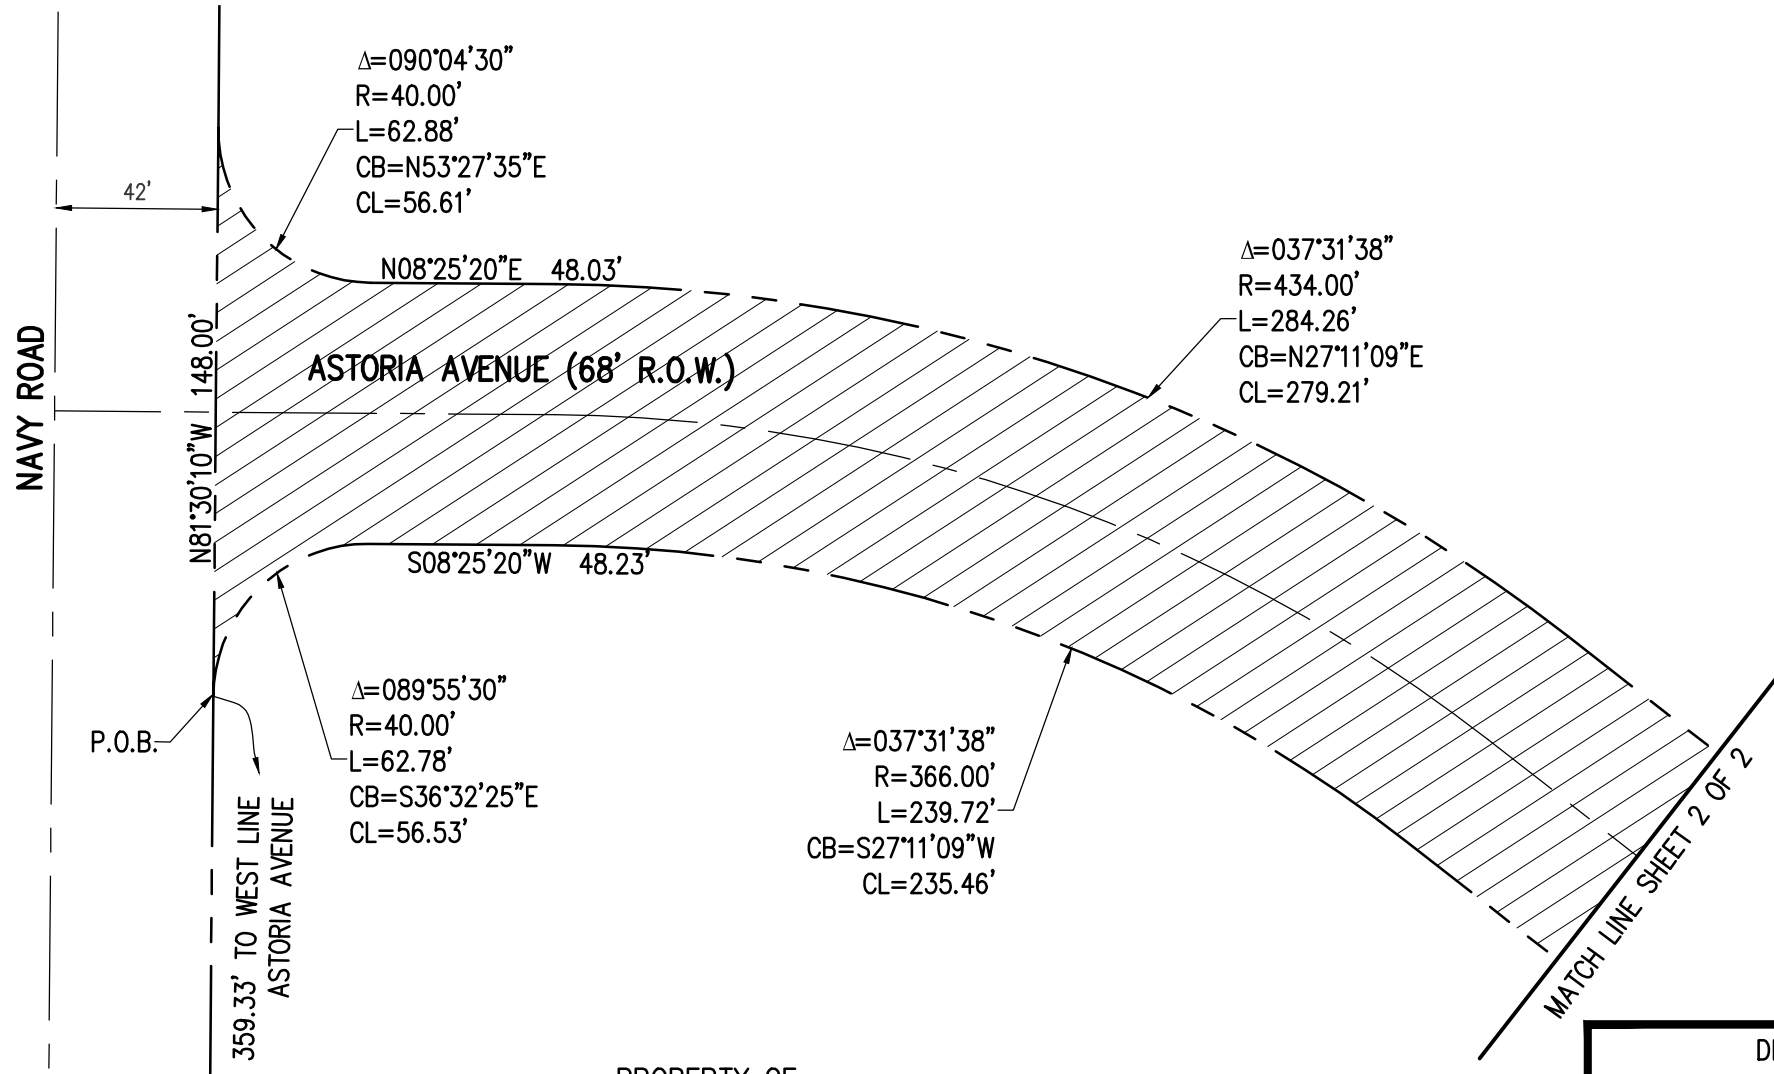 Δ=090°04'30"
R=40.00'
L=62.88'
CB=N53°27'35"E
CL=56.61'
42'
N08°25'20"E 48.03'
Δ=037°31'38"
R=434.00'
L=284.26'
CB=N27°11'09"E
CL=279.21'
NAVY ROAD
N81°30'10"W 148.00'
ASTORIA AVENUE (68' R.O.W.)
S08°25'20"W 48.23'
P.O.B.
Δ=089°55'30"
R=40.00'
L=62.78'
CB=S36°32'25"E
CL=56.53'
359.33' TO WEST LINE
ASTORIA AVENUE
Δ=037°31'38"
R=366.00'
L=239.72'
CB=S27°11'09"W
CL=235.46'
MATCH LINE SHEET 2 OF 2
PROPERTY OF